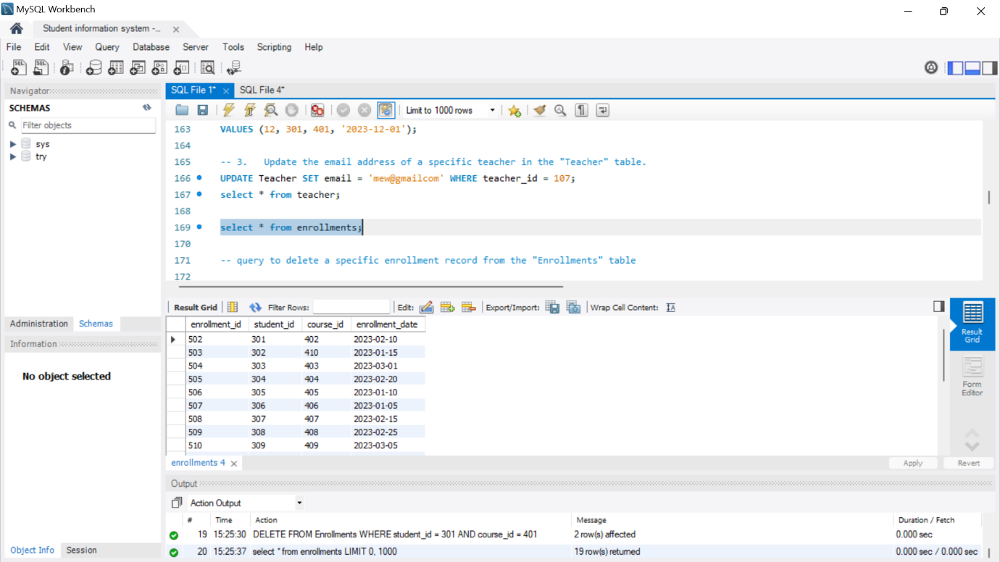 MySQL Workbench
Student information system -...
File Edit View Query Database Server Tools Scripting Help
Navigator
SCHEMAS
Filter objects
sys
try
Administration Schemas
Information
No object selected
Object Info Session
SQL File 1* SQL File 4*
Limit to 1000 rows
163 VALUES (12, 301, 401, '2023-12-01');
164
165 -- 3. Update the email address of a specific teacher in the "Teacher" table.
166 UPDATE Teacher SET email = 'mew@gmailcom' WHERE teacher_id = 107;
167 select * from teacher;
168
169 select * from enrollments;
170
171 -- query to delete a specific enrollment record from the "Enrollments" table
172
Result Grid Filter Rows: Edit: Export/Import: Wrap Cell Content:
enrollment_id student_id course_id enrollment_date
502 301 402 2023-02-10
503 302 410 2023-01-15
504 303 403 2023-03-01
505 304 404 2023-02-20
506 305 405 2023-01-10
507 306 406 2023-01-05
508 307 407 2023-02-15
509 308 408 2023-02-25
510 309 409 2023-03-05
Result
Grid
Form
Editor
enrollments 4
Apply Revert
Output
Action Output
# Time Action Message Duration / Fetch
19 15:25:30 DELETE FROM Enrollments WHERE student_id = 301 AND course_id = 401 2 row(s) affected 0.000 sec
20 15:25:37 select * from enrollments LIMIT 0, 1000 19 row(s) returned 0.000 sec / 0.000 sec